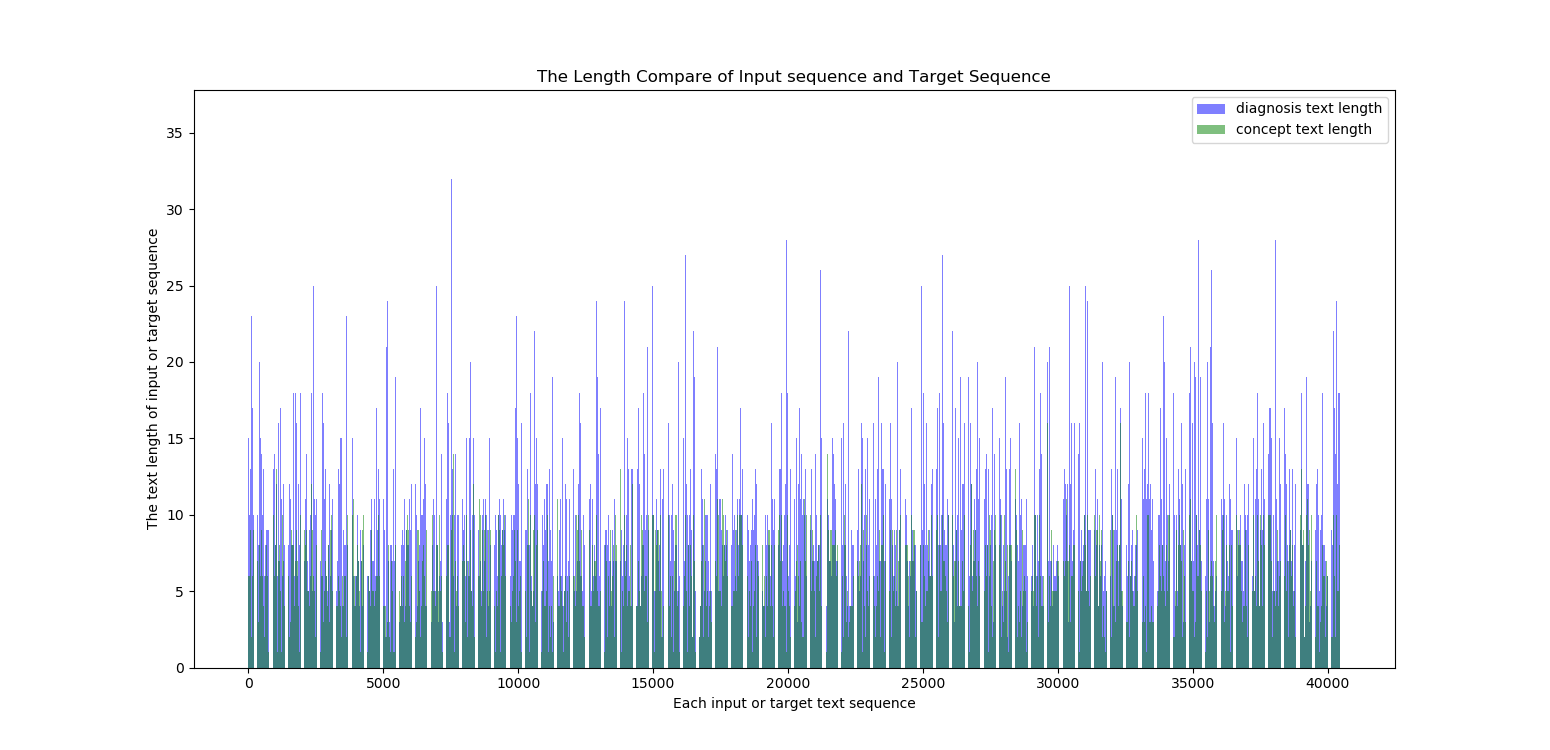 The Length Compare of Input sequence and Target Sequence
diagnosis text length
concept text length
The text length of input or target sequence
35
30
25
20
15
10
5
0
0 5000 10000 15000 20000 25000 30000 35000 40000
Each input or target text sequence